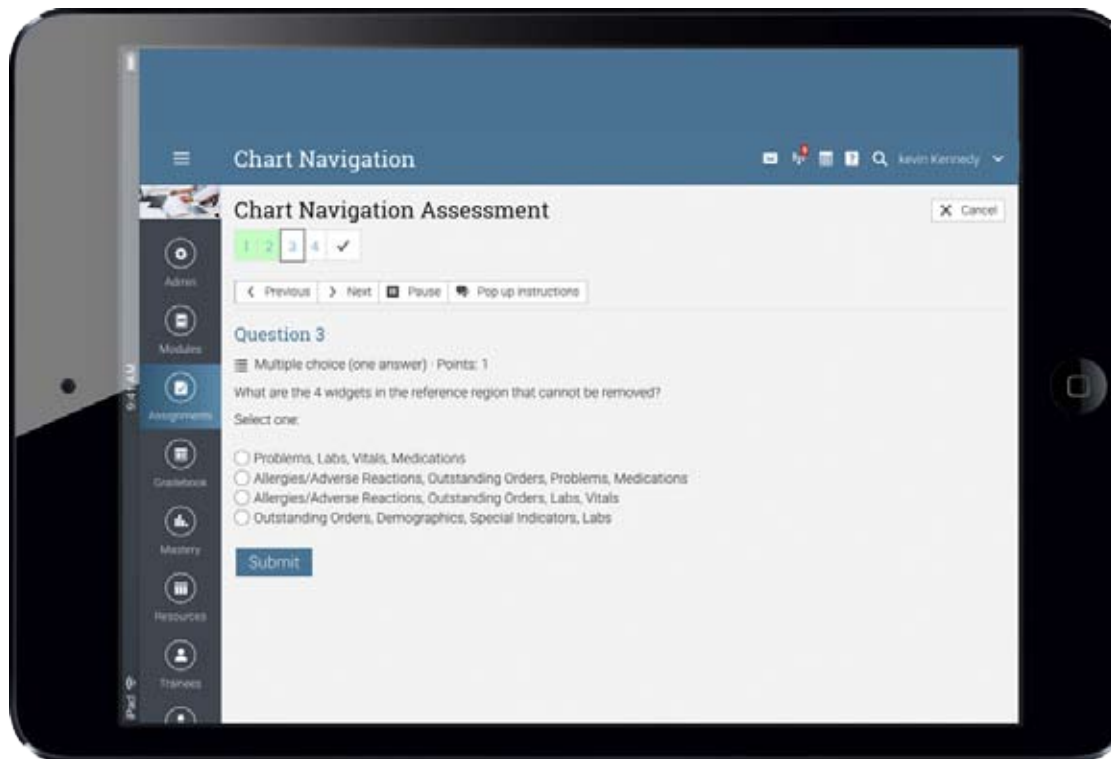 Chart Navigation
kevin Kennedy
Chart Navigation Assessment
X Cancel
1 2 3 4
Previous
Next
Pause
Pop up instructions
Question 3
Multiple choice (one answer) · Points: 1
What are the 4 widgets in the reference region that cannot be removed?
Select one:
Problems, Labs, Vitals, Medications
Allergies/Adverse Reactions, Outstanding Orders, Problems, Medications
Allergies/Adverse Reactions, Outstanding Orders, Labs, Vitals
Outstanding Orders, Demographics, Special Indicators, Labs
Submit
Admin
Modules
Assignments
Gradebook
Mastery
Resources
Trainees
9:41 AM
iPad